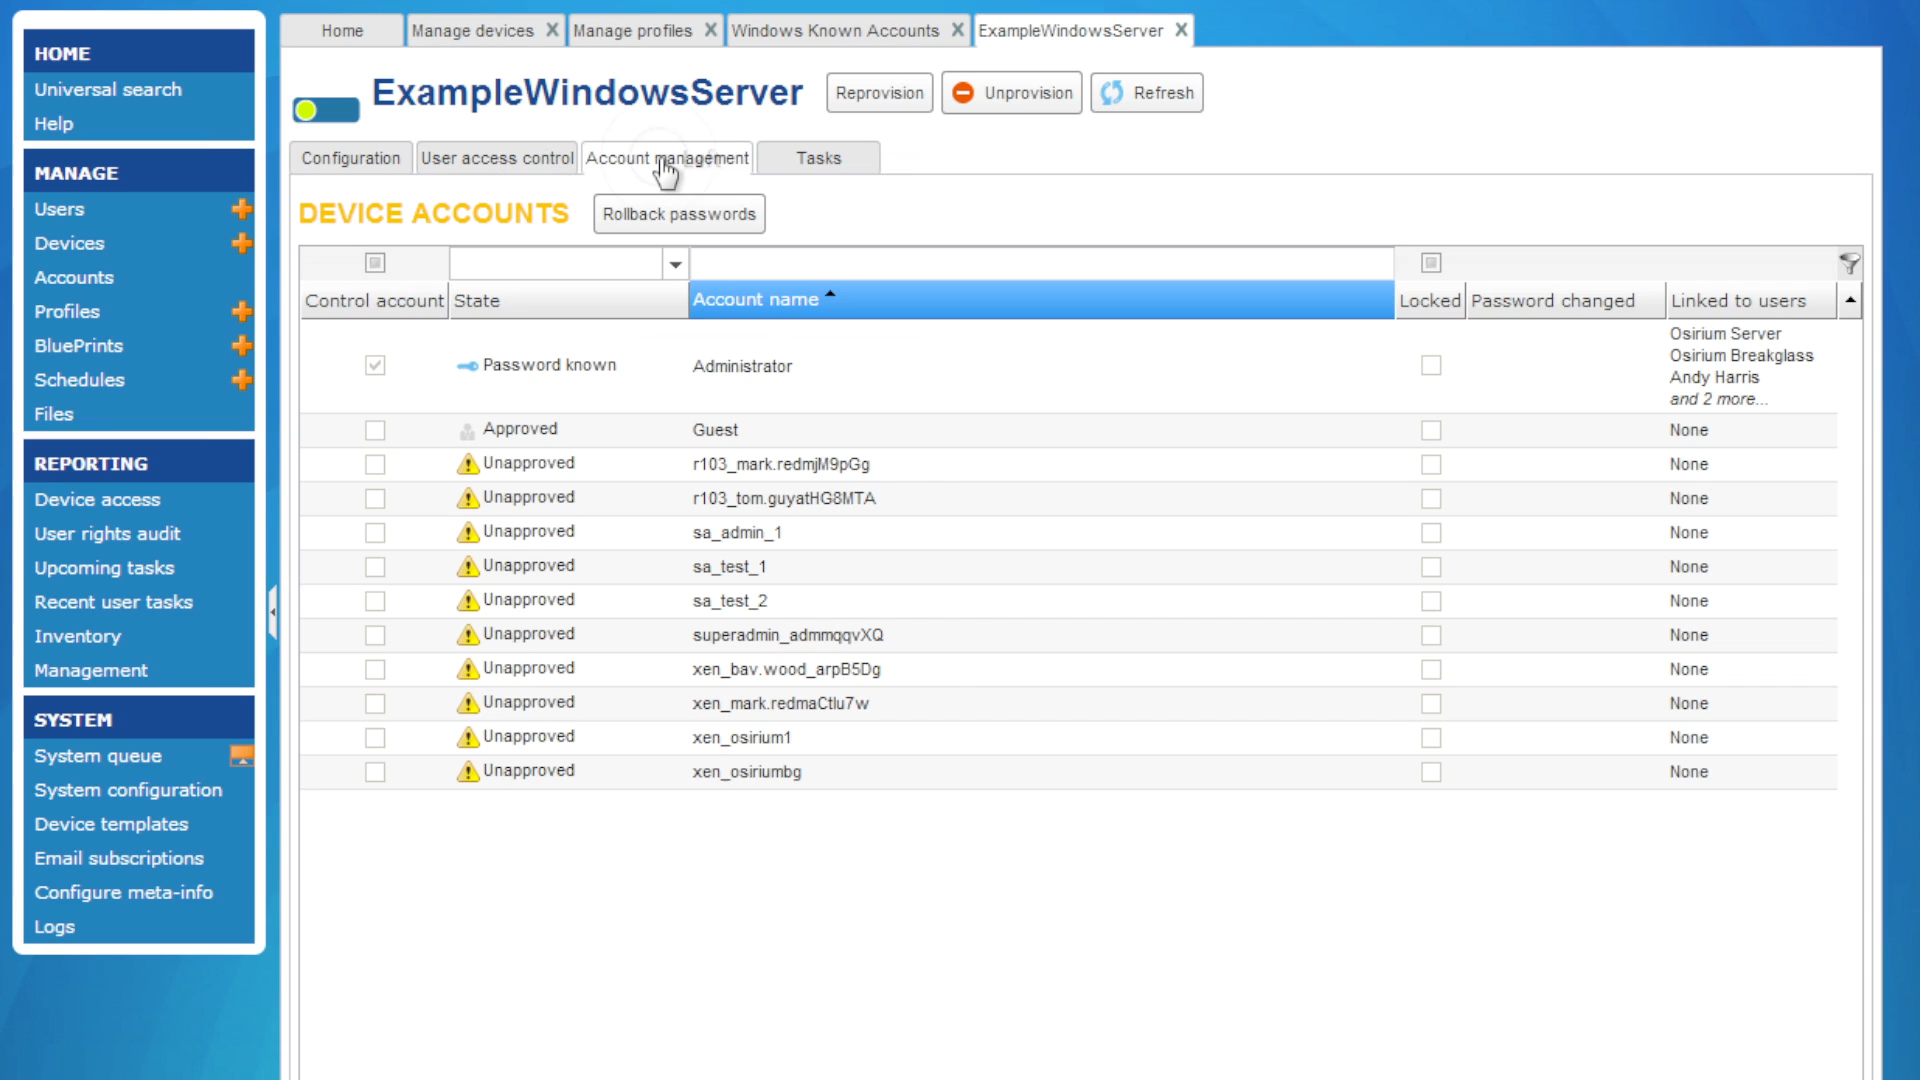 HOME
Universal search
Help
MANAGE
Users
Devices
Accounts
Profiles
BluePrints
Schedules
Files
REPORTING
Device access
User rights audit
Upcoming tasks
Recent user tasks
Inventory
Management
SYSTEM
System queue
System configuration
Device templates
Email subscriptions
Configure meta-info
Logs
Home Manage devices X Manage profiles X Windows Known Accounts X ExampleWindowsServer X
ExampleWindowsServer Reprovision Unprovision Refresh
Configuration User access control Account management Tasks
DEVICE ACCOUNTS Rollback passwords
Control account State Account name Locked Password changed Linked to users
Password known Administrator Osirium Server
Osirium Breakglass
Andy Harris
and 2 more...
Approved Guest None
Unapproved r103_mark.redmjM9pGg None
Unapproved r103_tom.guyatHG8MTA None
Unapproved sa_admin_1 None
Unapproved sa_test_1 None
Unapproved sa_test_2 None
Unapproved superadmin_admmqqvXQ None
Unapproved xen_bav.wood_arpB5Dg None
Unapproved xen_mark.redmaCtlu7w None
Unapproved xen_osirium1 None
Unapproved xen_osiriumbg None